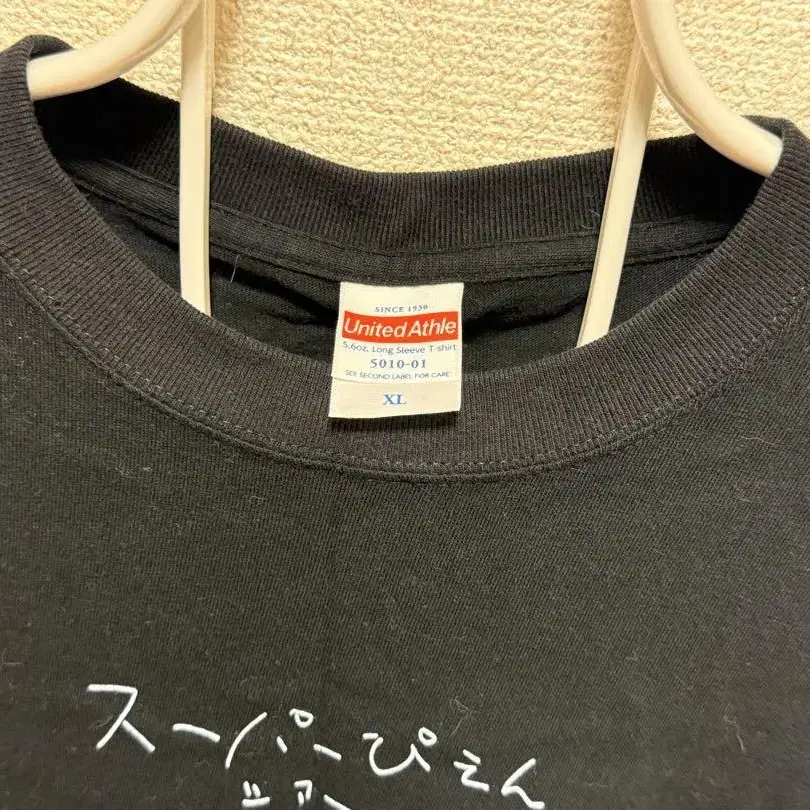 SINCE 1939
United Athle
5.6oz. Long Sleeve T-shirt
5010-01
SEE SECOND LABEL FOR CARE
XL
スーパーぴえん